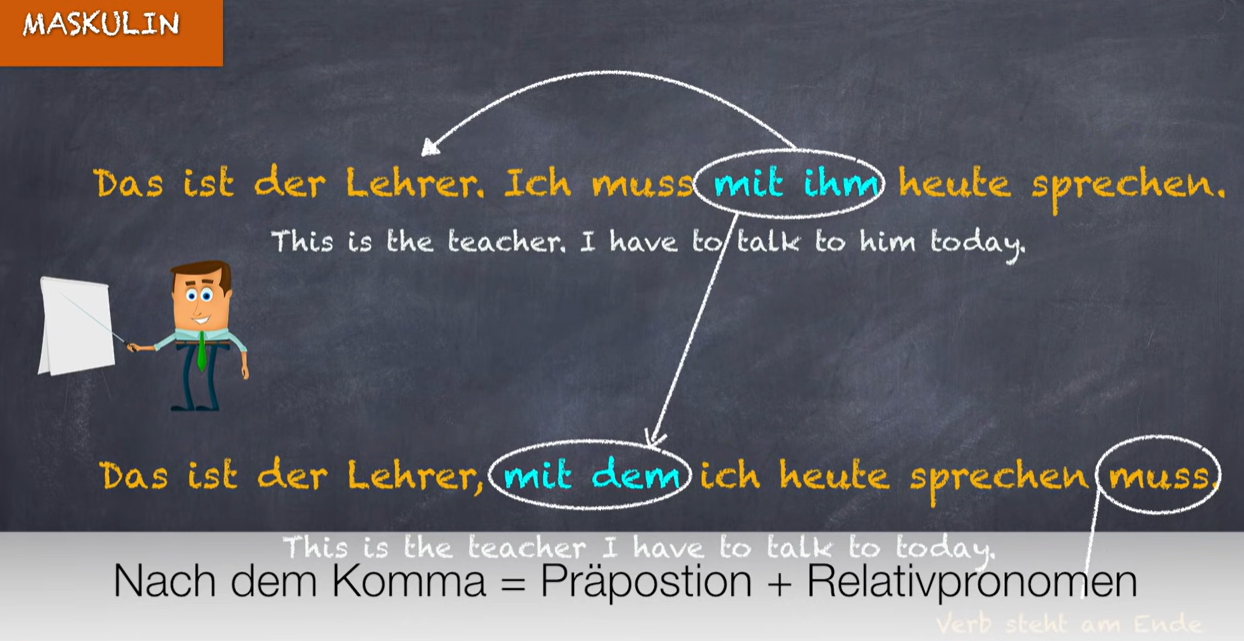 MASKULIN
Das ist der Lehrer. Ich muss mit ihm heute sprechen.
This is the teacher. I have to talk to him today.
Das ist der Lehrer, mit dem ich heute sprechen muss.
This is the teacher I have to talk to today.
Nach dem Komma = Präpostion + Relativpronomen
Verb steht am Ende